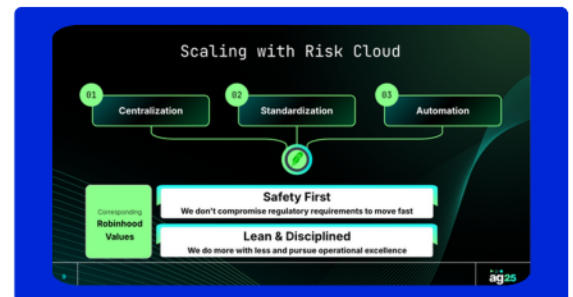 Scaling with Risk Cloud
01
Centralization
02
Standardization
03
Automation
Corresponding
Robinhood
Values
Safety First
We don't compromise regulatory requirements to move fast
Lean & Disciplined
We do more with less and pursue operational excellence
ag25